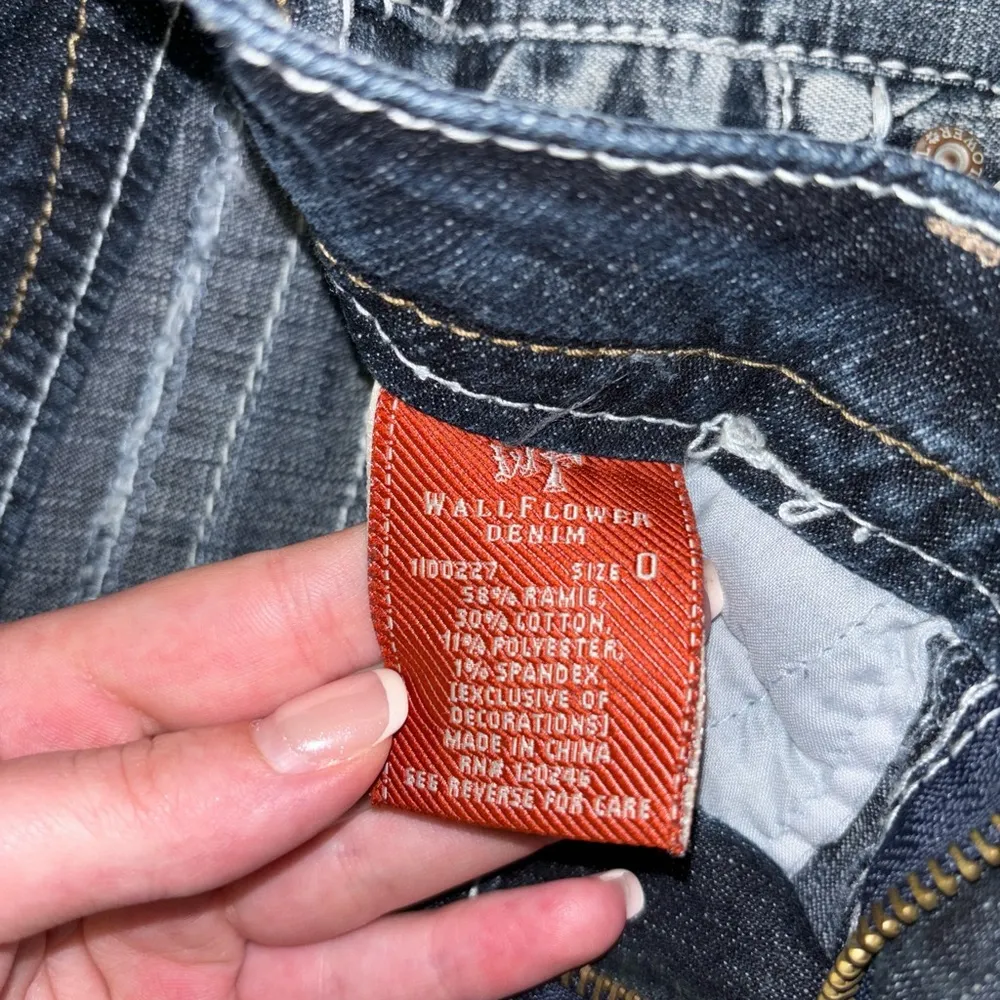 WF
WALLFLOWER
DENIM
1100227 SIZE 0
58% RAMIE,
30% COTTON,
11% POLYESTER,
1% SPANDEX,
[EXCLUSIVE OF
DECORATIONS]
MADE IN CHINA
RN# 120246
SEE REVERSE FOR CARE